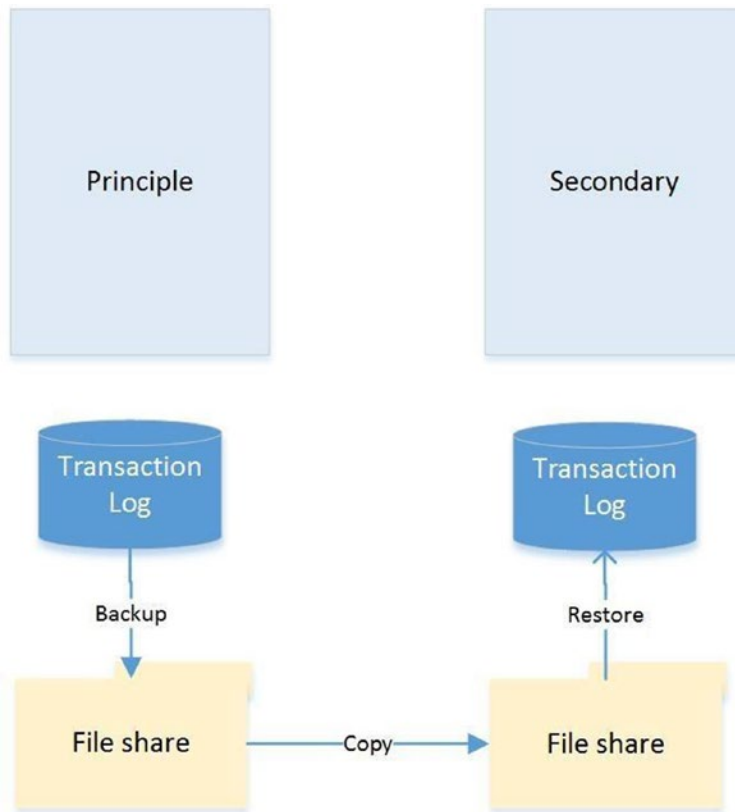 Principle
Secondary
Transaction
Log
Transaction
Log
Backup
Restore
File share
Copy
File share